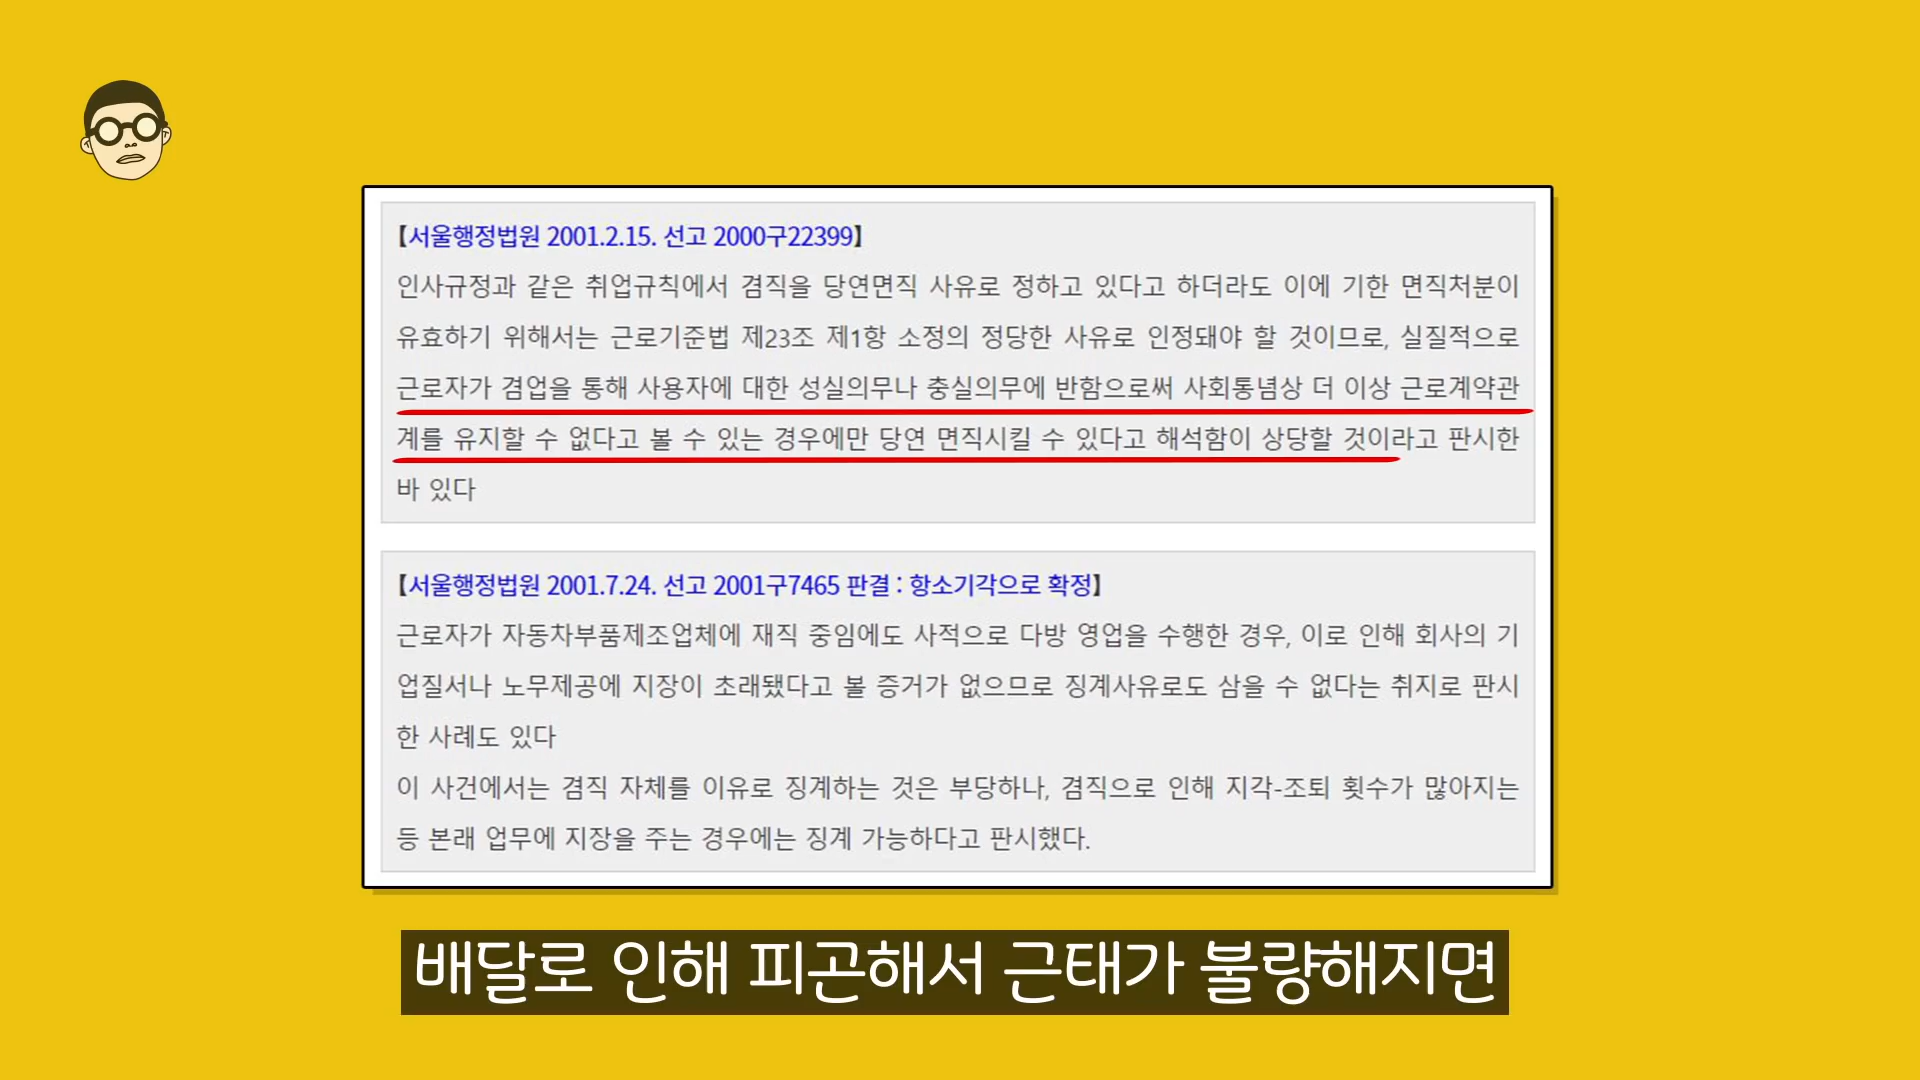 【서울행정법원 2001.2.15. 선고 2000구22399】
인사규정과 같은 취업규칙에서 겸직을 당연면직 사유로 정하고 있다고 하더라도 이에 기한 면직처분이
유효하기 위해서는 근로기준법 제23조 제1항 소정의 정당한 사유로 인정돼야 할 것이므로, 실질적으로
근로자가 겸업을 통해 사용자에 대한 성실의무나 충실의무에 반함으로써 사회통념상 더 이상 근로계약관
계를 유지할 수 없다고 볼 수 있는 경우에만 당연 면직시킬 수 있다고 해석함이 상당할 것이라고 판시한
바 있다
【서울행정법원 2001.7.24. 선고 2001구7465 판결 : 항소기각으로 확정】
근로자가 자동차부품제조업체에 재직 중임에도 사적으로 다방 영업을 수행한 경우, 이로 인해 회사의 기
업질서나 노무제공에 지장이 초래됐다고 볼 증거가 없으므로 징계사유로도 삼을 수 없다는 취지로 판시
한 사례도 있다
이 사건에서는 겸직 자체를 이유로 징계하는 것은 부당하나, 겸직으로 인해 지각-조퇴 횟수가 많아지는
등 본래 업무에 지장을 주는 경우에는 징계 가능하다고 판시했다.
배달로 인해 피곤해서 근태가 불량해지면